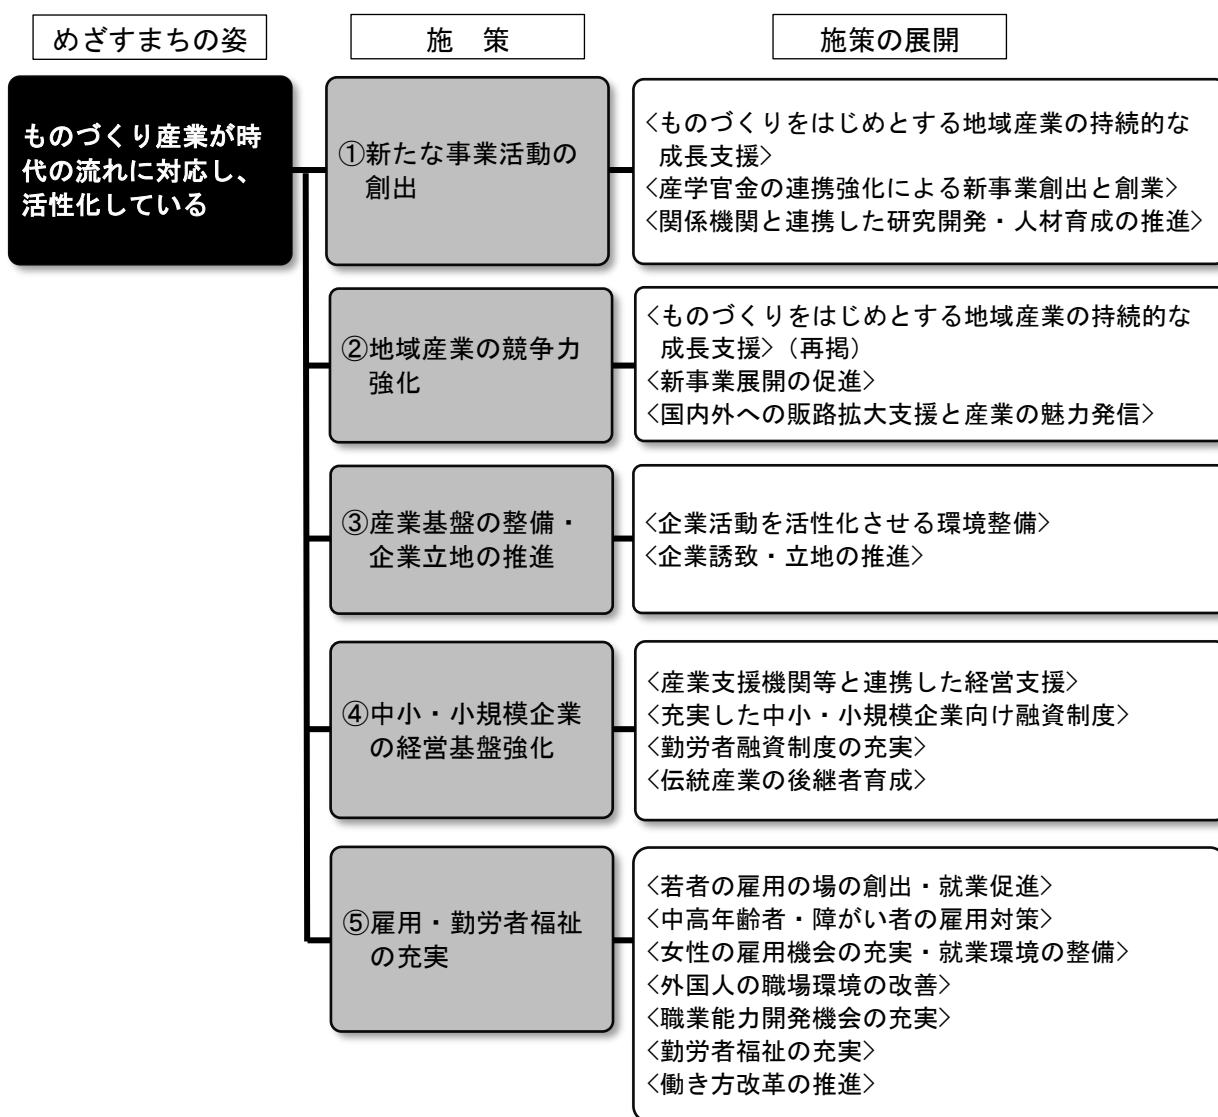 めざすまちの姿
施　策
施策の展開
ものづくり産業が時
代の流れに対応し、
活性化している
①新たな事業活動の
創出
<ものづくりをはじめとする地域産業の持続的な
成長支援>
<産学官金の連携強化による新事業創出と創業>
<関係機関と連携した研究開発・人材育成の推進>
②地域産業の競争力
強化
<ものづくりをはじめとする地域産業の持続的な
成長支援>（再掲）
<新事業展開の促進>
<国内外への販路拡大支援と産業の魅力発信>
③産業基盤の整備・
企業立地の推進
<企業活動を活性化させる環境整備>
<企業誘致・立地の推進>
④中小・小規模企業
の経営基盤強化
<産業支援機関等と連携した経営支援>
<充実した中小・小規模企業向け融資制度>
<勤労者融資制度の充実>
<伝統産業の後継者育成>
⑤雇用・勤労者福祉
の充実
<若者の雇用の場の創出・就業促進>
<中高年齢者・障がい者の雇用対策>
<女性の雇用機会の充実・就業環境の整備>
<外国人の職場環境の改善>
<職業能力開発機会の充実>
<勤労者福祉の充実>
<働き方改革の推進>